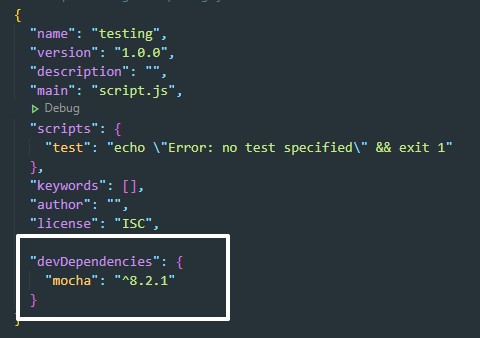 {
"name": "testing",
"version": "1.0.0",
"description": "",
"main": "script.js",
Debug
"scripts": {
"test": "echo \"Error: no test specified\" && exit 1"
},
"keywords": [],
"author": "",
"license": "ISC",
"devDependencies": {
"mocha": "^8.2.1"
}
}